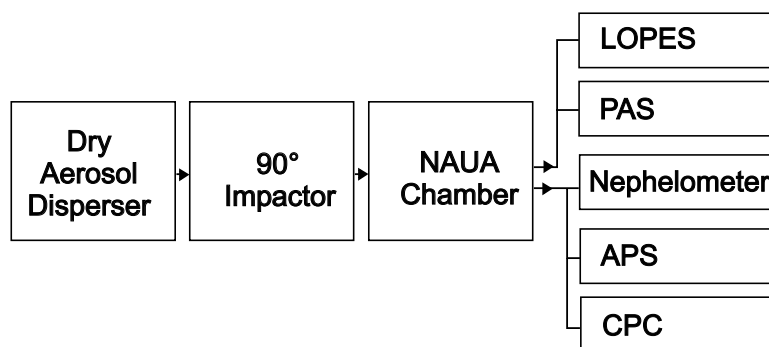 Dry
Aerosol
Disperser
90°
Impactor
NAUA
Chamber
LOPES
PAS
Nephelometer
APS
CPC